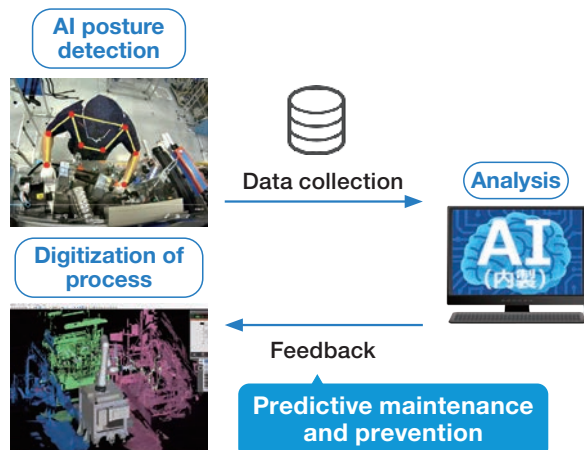 AI posture
detection
Data collection
Analysis
AI
(内製)
Digitization of
process
Feedback
Predictive maintenance
and prevention